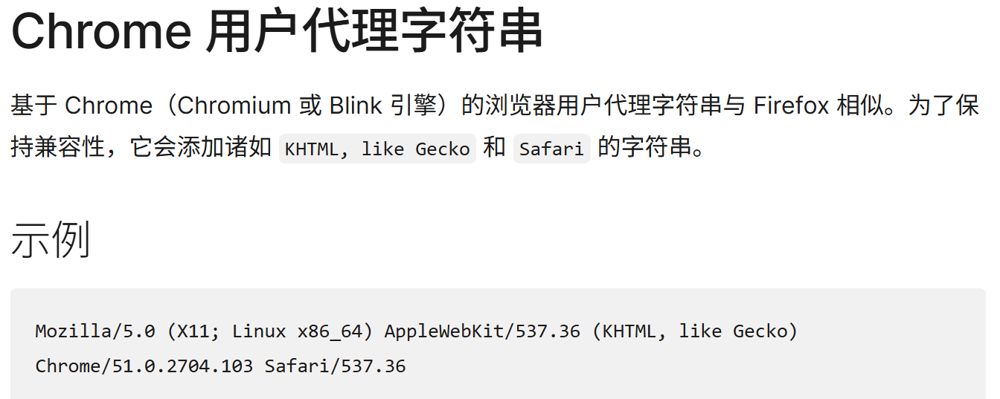 Chrome 用户代理字符串
基于 Chrome（Chromium 或 Blink 引擎）的浏览器用户代理字符串与 Firefox 相似。为了保
持兼容性，它会添加诸如 KHTML, like Gecko 和 Safari 的字符串。
示例
Mozilla/5.0 (X11; Linux x86_64) AppleWebKit/537.36 (KHTML, like Gecko)
Chrome/51.0.2704.103 Safari/537.36